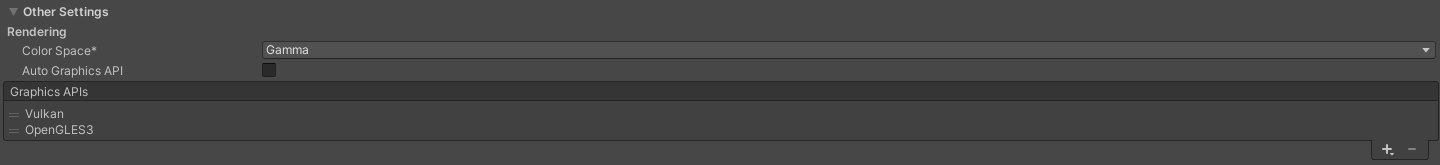 Other Settings
Rendering
Color Space*
Gamma
Auto Graphics API
Graphics APIs
Vulkan
OpenGLES3